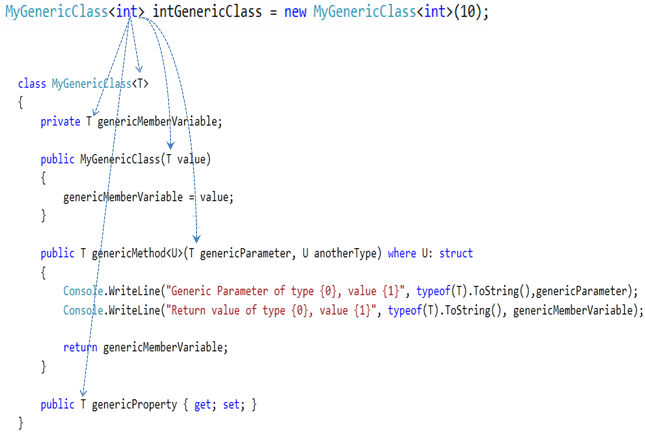 MyGenericClass<int> intGenericClass = new MyGenericClass<int>(10);
class MyGenericClass<T>
{
    private T genericMemberVariable;
    public MyGenericClass(T value)
    {
        genericMemberVariable = value;
    }
    public T genericMethod<U>(T genericParameter, U anotherType) where U: struct
    {
        Console.WriteLine("Generic Parameter of type {0}, value {1}", typeof(T).ToString(),genericParameter);
        Console.WriteLine("Return value of type {0}, value {1}", typeof(T).ToString(), genericMemberVariable);
        return genericMemberVariable;
    }
    public T genericProperty { get; set; }
}